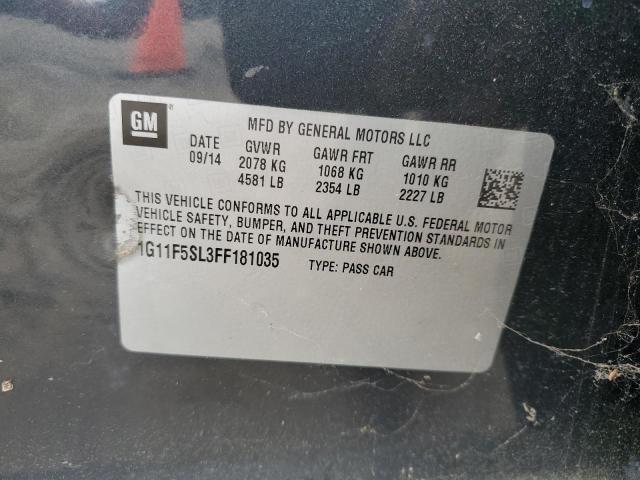 GM ®
MFD BY GENERAL MOTORS LLC
DATE GVWR GAWR FRT GAWR RR
09/14 2078 KG 1068 KG 1010 KG
4581 LB 2354 LB 2227 LB
THIS VEHICLE CONFORMS TO ALL APPLICABLE U.S. FEDERAL MOTOR
VEHICLE SAFETY, BUMPER, AND THEFT PREVENTION STANDARDS IN
EFFECT ON THE DATE OF MANUFACTURE SHOWN ABOVE.
1G11F5SL3FF181035 TYPE: PASS CAR